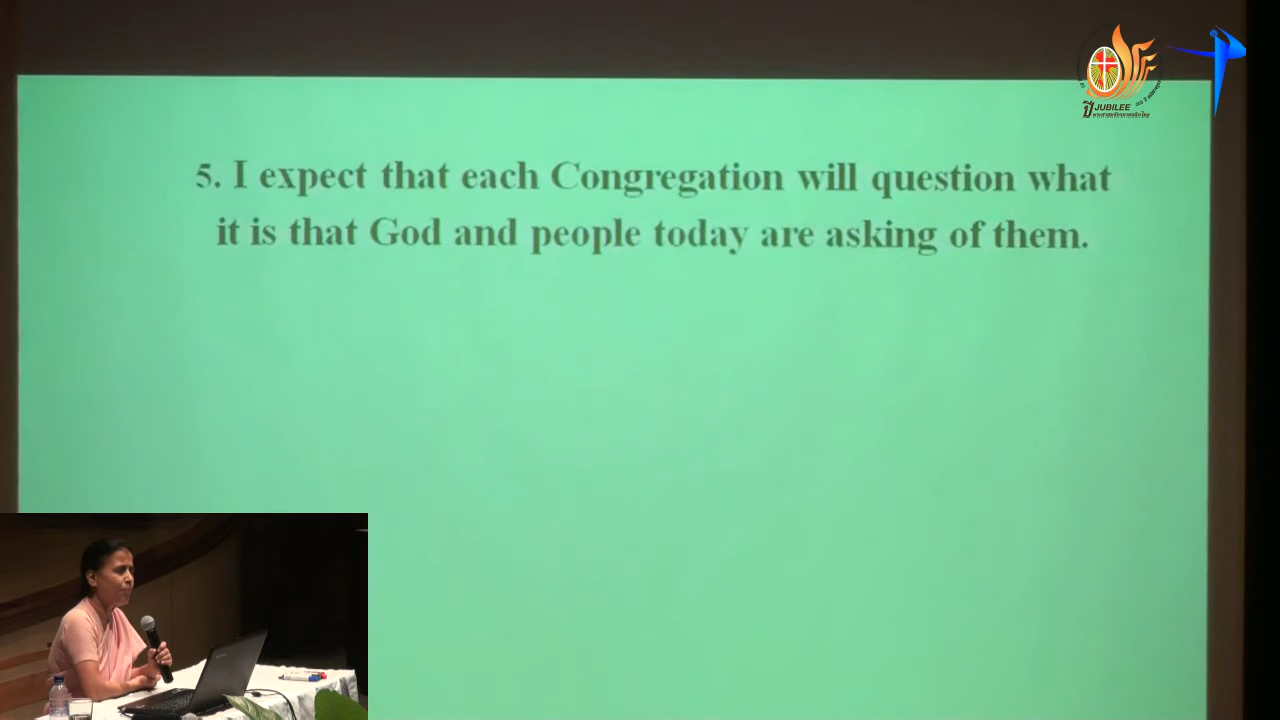 ปี JUBILEE
5. I expect that each Congregation will question what
it is that God and people today are asking of them.